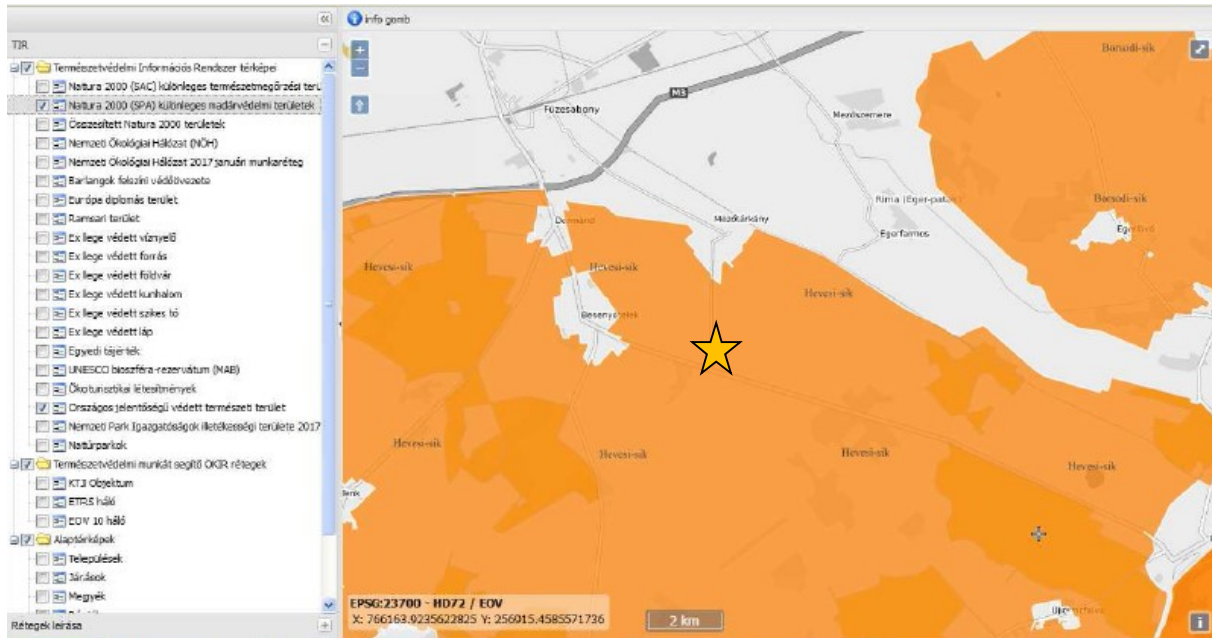 info gomb
TIR
Természetvédelmi Információs Rendszer térképei
Natura 2000 (SAC) különleges természetmegőrzési terü
Natura 2000 (SPA) különleges madárvédelmi területek
Összesített Natura 2000 területek
Nemzeti Ökológiai Hálózat (NÖH)
Nemzeti Ökológiai Hálózat 2017 január munkaréteg
Barlangok felszíni védőövezete
Európa diplomás terület
Ramsari terület
Ex lege védett víznyelő
Ex lege védett forrás
Ex lege védett földvár
Ex lege védett kunhalom
Ex lege védett szikes tó
Ex lege védett láp
Egyedi tájérték
UNESCO bioszféra-rezervátum (MAB)
Ökoturisztikai létesítmények
Országos jelentőségű védett természeti terület
Nemzeti Park Igazgatóságok illetékességi területe 2017
Natúrparkok
Természetvédelmi munkát segítő OKIR rétegek
KTJ Objektum
ETRS háló
EOV 10 háló
Alaptérképek
Települések
Járások
Megyék
Rétegek leírása
Borsodi-sík
M3
Füzesabony
Mezőszemere
Rima (Eger-patak)
Borsodi-sík
Dormánd
Mezőtárkány
Egerfarmos
Hevesi-sík
Hevesi-sík
Hevesi-sík
Besenyőtelek
Hevesi-sík
Hevesi-sík
Hevesi-sík
Hevesi-sík
EPSG:23700 - HD72 / EOV
X: 766163.9235622825 Y: 256015.4585571736
2 km